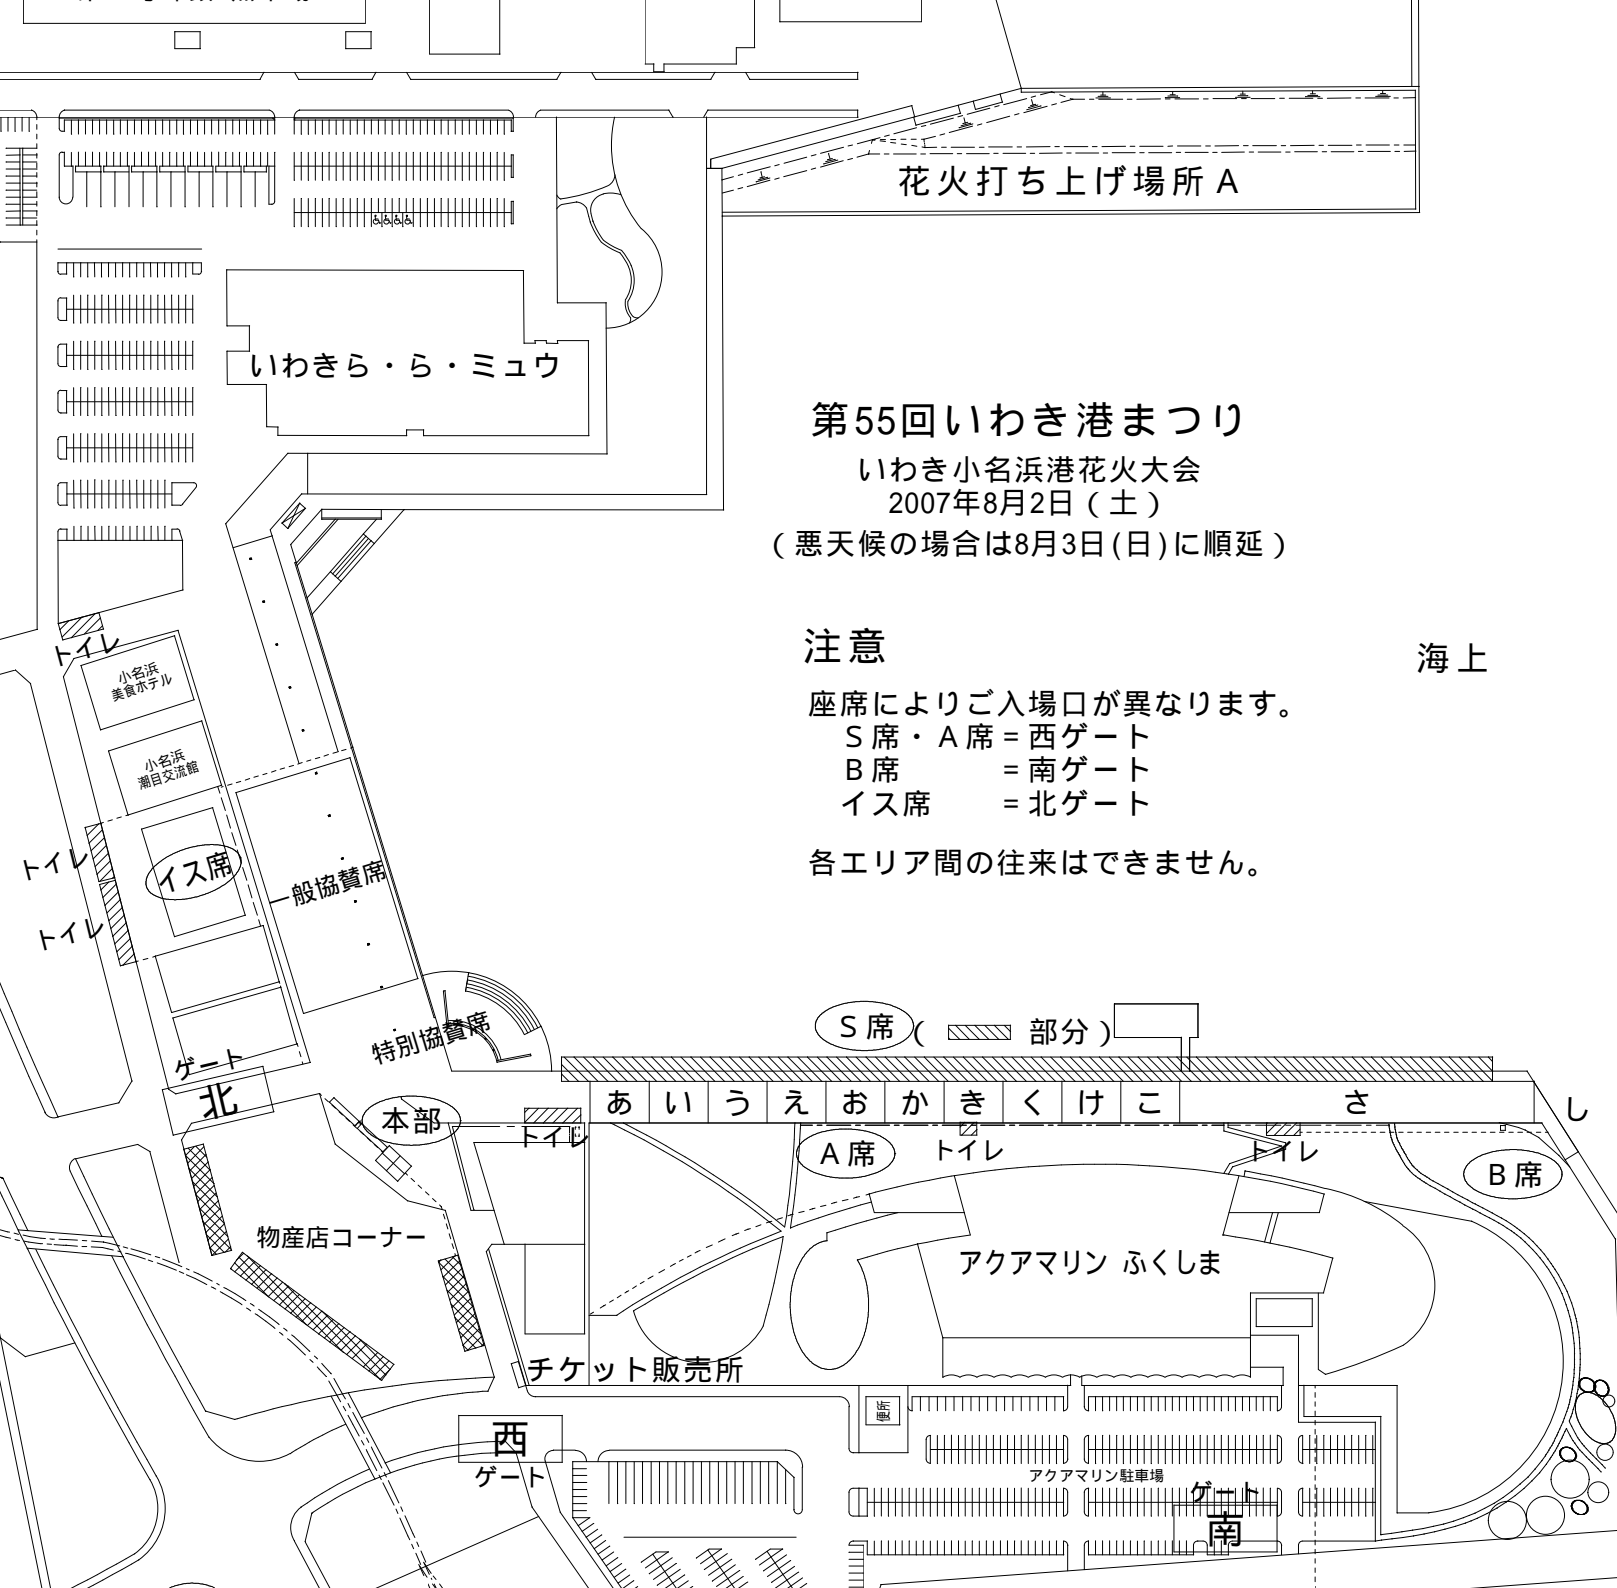 花火打ち上げ場所 A
いわきら・ら・ミュウ
第55回いわき港まつり
いわき小名浜港花火大会
2007年8月2日（土）
（悪天候の場合は8月3日(日)に順延）
注意
海上
座席によりご入場口が異なります。
S席・A席=西ゲート
B席 =南ゲート
イス席 =北ゲート
各エリア間の往来はできません。
トイレ
小名浜
美食ホテル
小名浜
潮目交流館
トイレ
イス席
一般協賛席
トイレ
特別協賛席
S席( 部分)
ゲート
北
本部
トイレ
あ い う え お か き く け こ さ し
A席
トイレ
トイレ
B席
物産店コーナー
アクアマリン ふくしま
チケット販売所
便所
西
ゲート
アクアマリン駐車場
ゲート
南